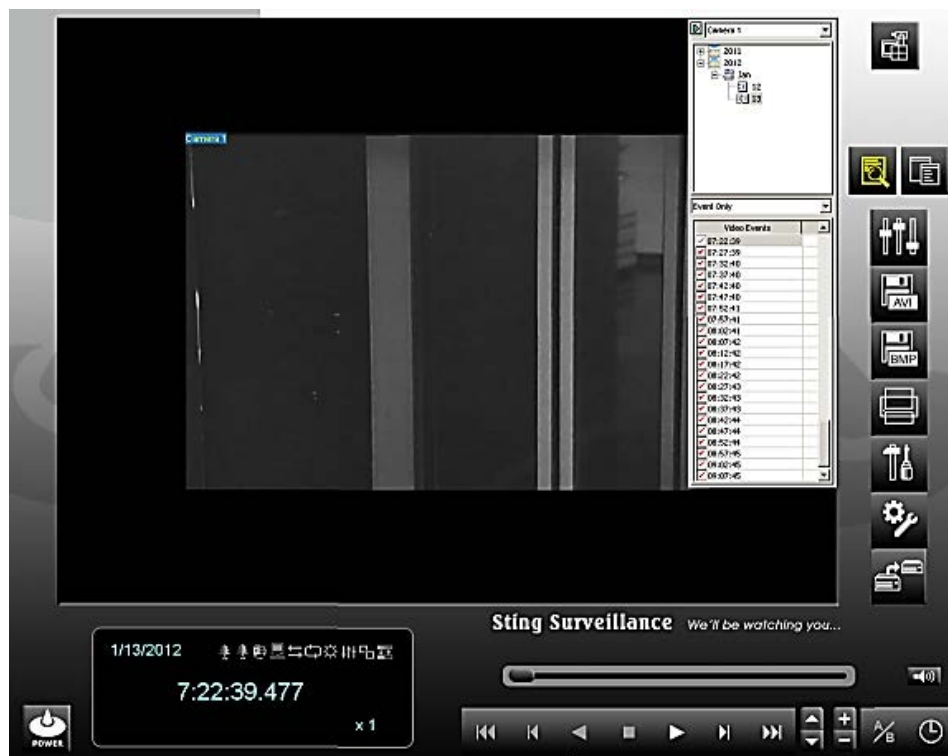 Camera 1
2011
2012
Jan
12
13
Camera 1
Event Only
Video Events
07:22:39
07:27:39
07:32:40
07:37:40
07:42:40
07:47:40
07:52:41
07:57:41
08:02:41
08:07:42
08:12:42
08:17:42
08:22:42
08:27:43
08:32:43
08:37:43
08:42:44
08:47:44
08:52:44
08:57:45
09:02:45
09:07:45
AVI
BMP
Sting Surveillance We'll be watching you...
1/13/2012
7:22:39.477
x 1
POWER
A/B